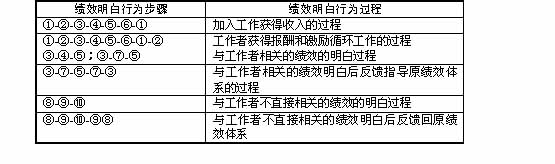 绩效明白行为步骤 绩效明白行为过程
①-②-③-④-⑤-⑥-① 加入工作获得收入的过程
①-②-③-④-⑤-⑥-①-② 工作者获得报酬和激励循环工作的过程
③-④-⑤；③-⑦-⑤ 与工作者相关的绩效的明白过程
③-⑦-⑤-⑦-③ 与工作者相关的绩效明白后反馈指导原绩效体
系的过程
⑧-⑨-⑩ 与工作者不直接相关的绩效的明白过程
⑧-⑨-⑩-⑨⑧ 与工作者不直接相关的绩效明白后反馈回原绩
效体系